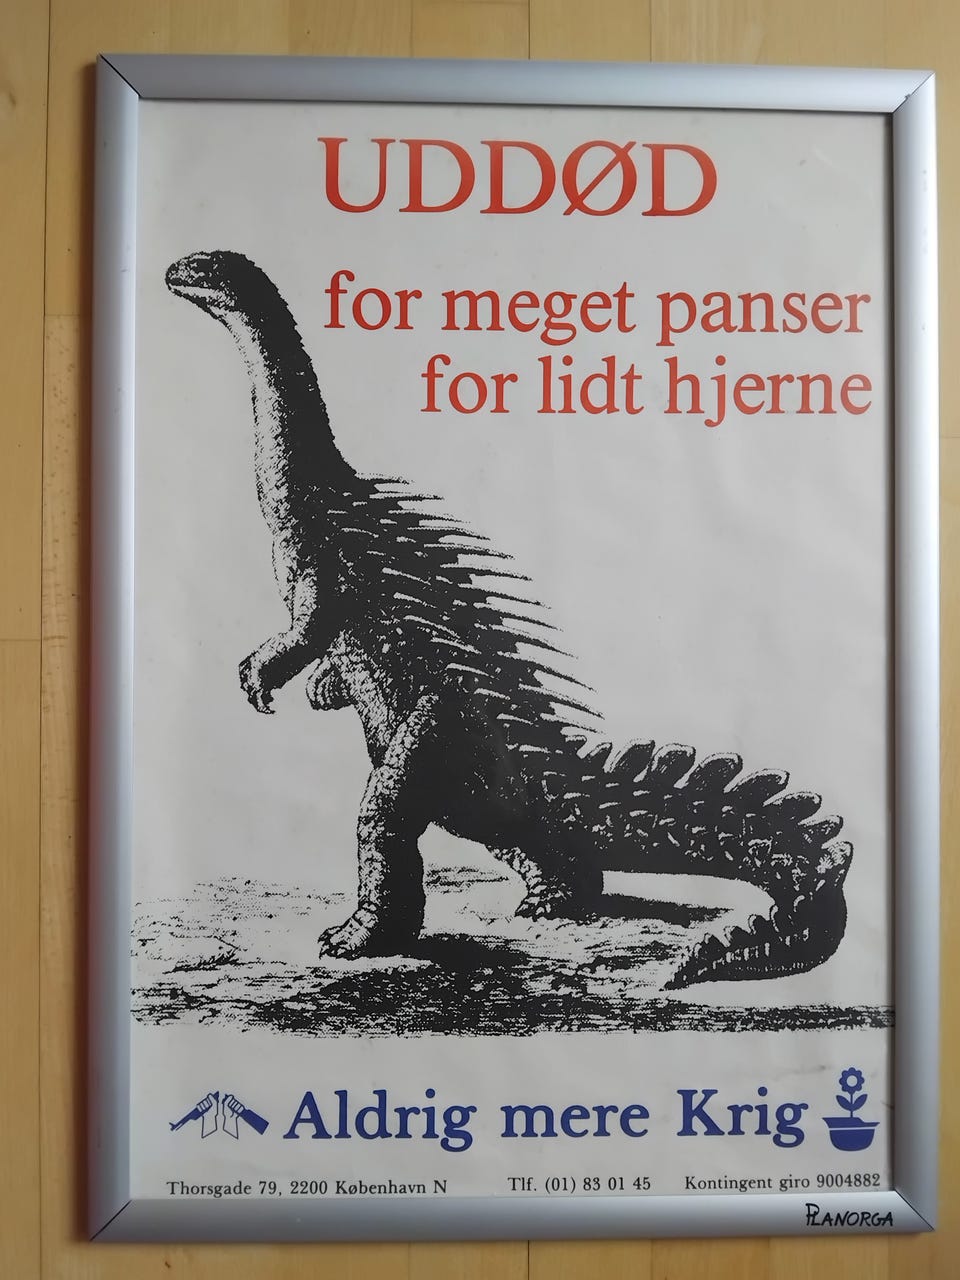 UDDØD
for meget panser
for lidt hjerne
Aldrig mere Krig
Thorsgade 79, 2200 København N Tlf. (01) 83 01 45 Kontingent giro 9004882
PLANORGA